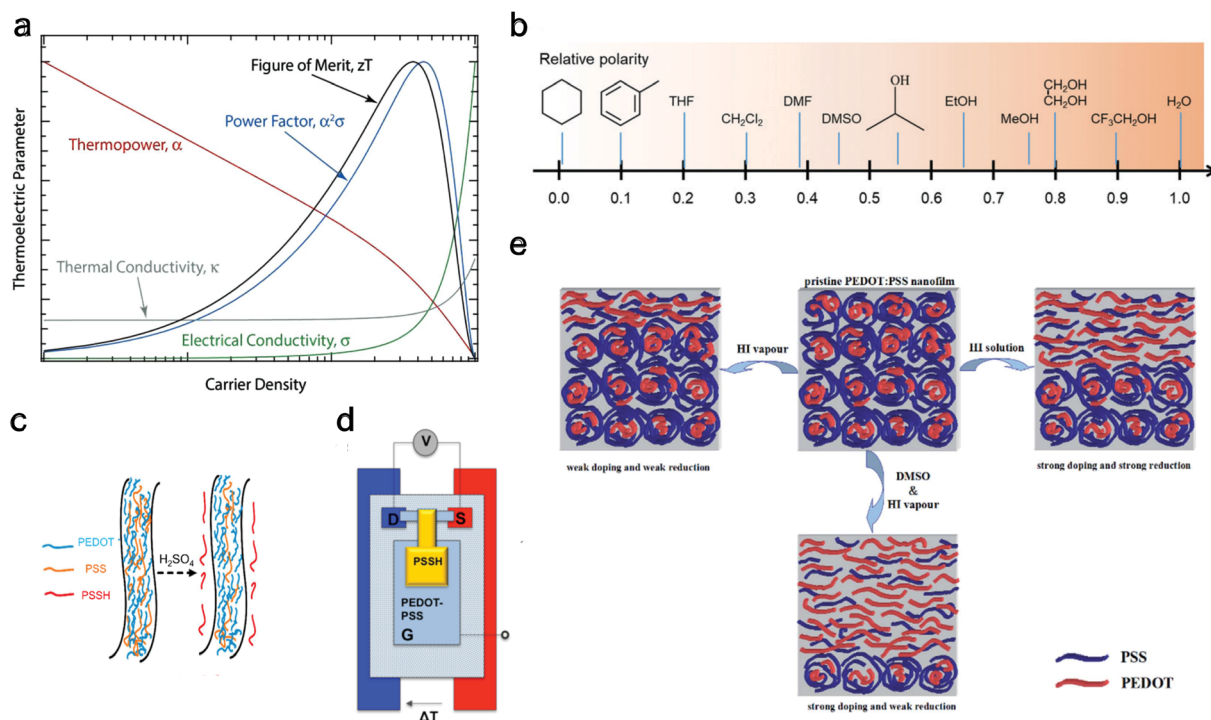 a
Figure of Merit, zT
Power Factor, α²σ
Thermopower, α
Thermal Conductivity, κ
Electrical Conductivity, σ
Thermoelectric Parameter
Carrier Density
b
Relative polarity
THF
CH₂Cl₂
DMF
DMSO
OH
EtOH
MeOH
CH₂OH
CH₂OH
CF₃CH₂OH
H₂O
0.0 0.1 0.2 0.3 0.4 0.5 0.6 0.7 0.8 0.9 1.0
c
PEDOT
PSS
PSSH
H₂SO₄
d
V
D
S
PSSH
PEDOT-
PSS
G
ΔT
e
pristine PEDOT:PSS nanofilm
HI vapour
HI solution
weak doping and weak reduction
strong doping and strong reduction
DMSO
&
HI vapour
strong doping and weak reduction
PSS
PEDOT